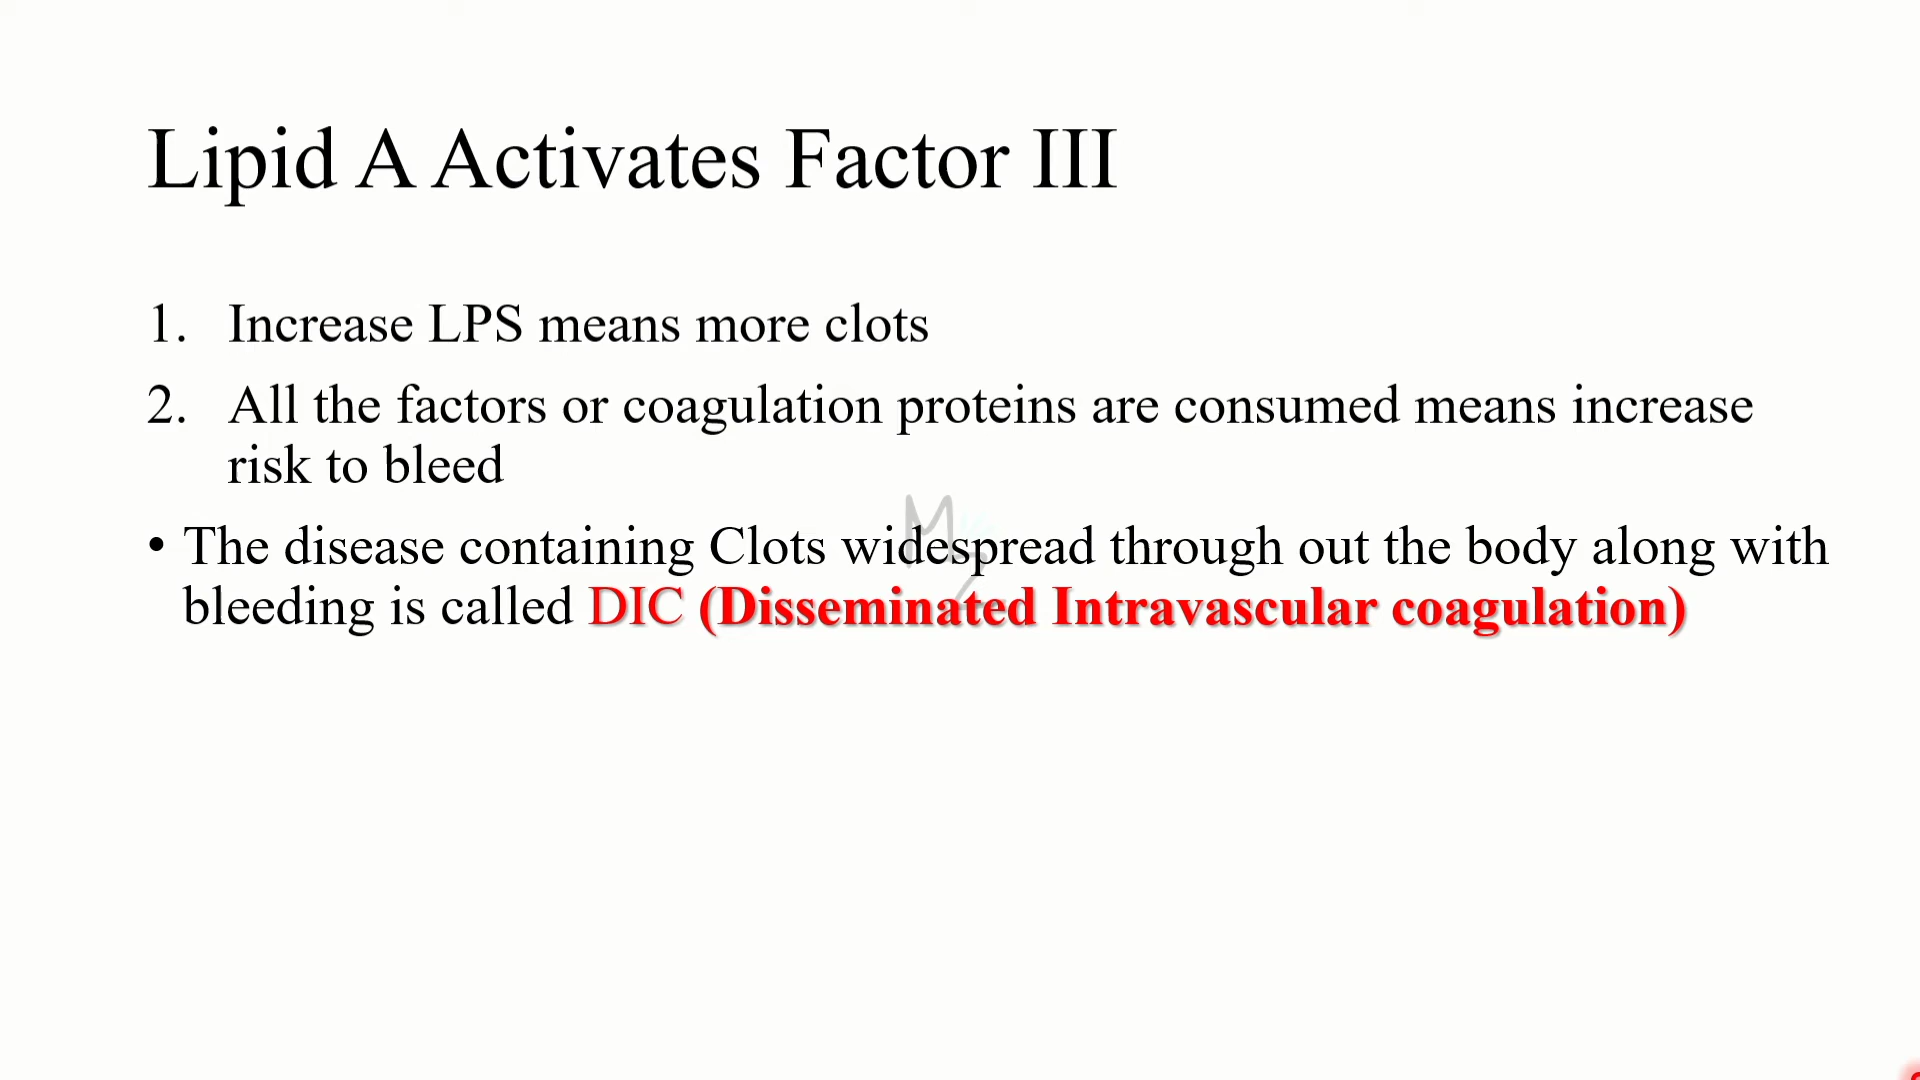 Lipid A Activates Factor III
1. Increase LPS means more clots
2. All the factors or coagulation proteins are consumed means increase
risk to bleed
• The disease containing Clots widespread through out the body along with
bleeding is called DIC (Disseminated Intravascular coagulation)